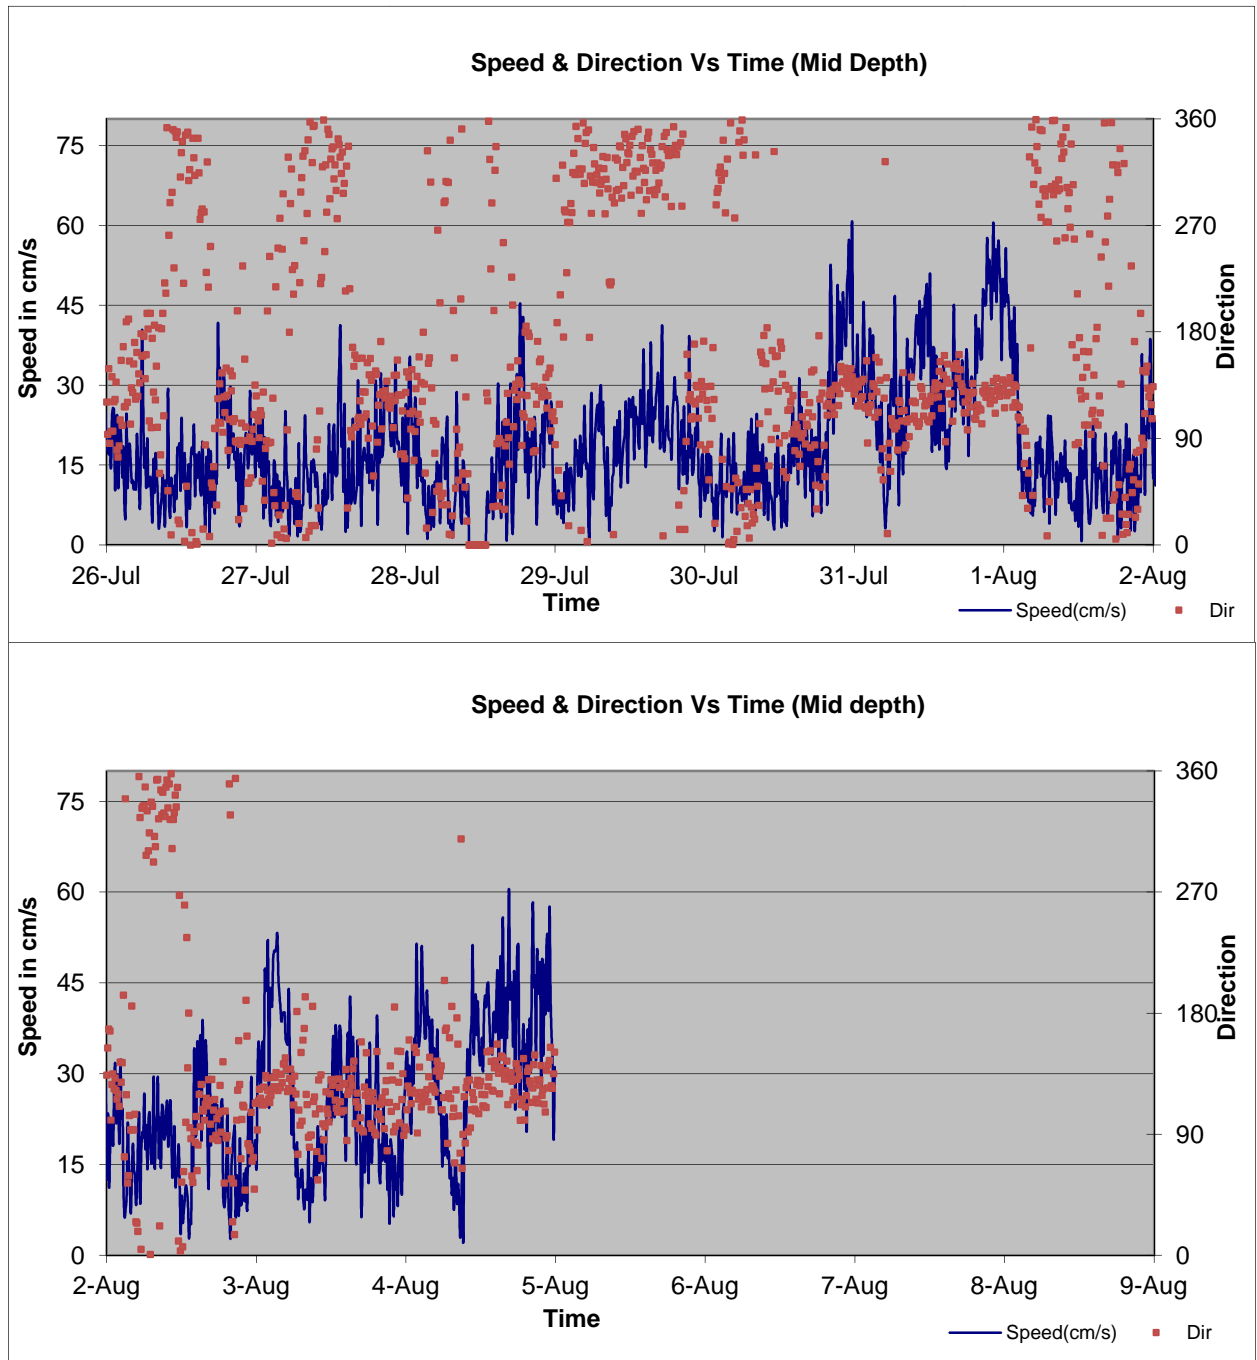 Speed & Direction Vs Time (Mid Depth)
75
60
45
30
15
0
Speed in cm/s
360
270
180
90
0
Direction
26-Jul 27-Jul 28-Jul 29-Jul 30-Jul 31-Jul 1-Aug 2-Aug
Time
Speed(cm/s) Dir
Speed & Direction Vs Time (Mid depth)
75
60
45
30
15
0
Speed in cm/s
360
270
180
90
0
Direction
2-Aug 3-Aug 4-Aug 5-Aug 6-Aug 7-Aug 8-Aug 9-Aug
Time
Speed(cm/s) Dir